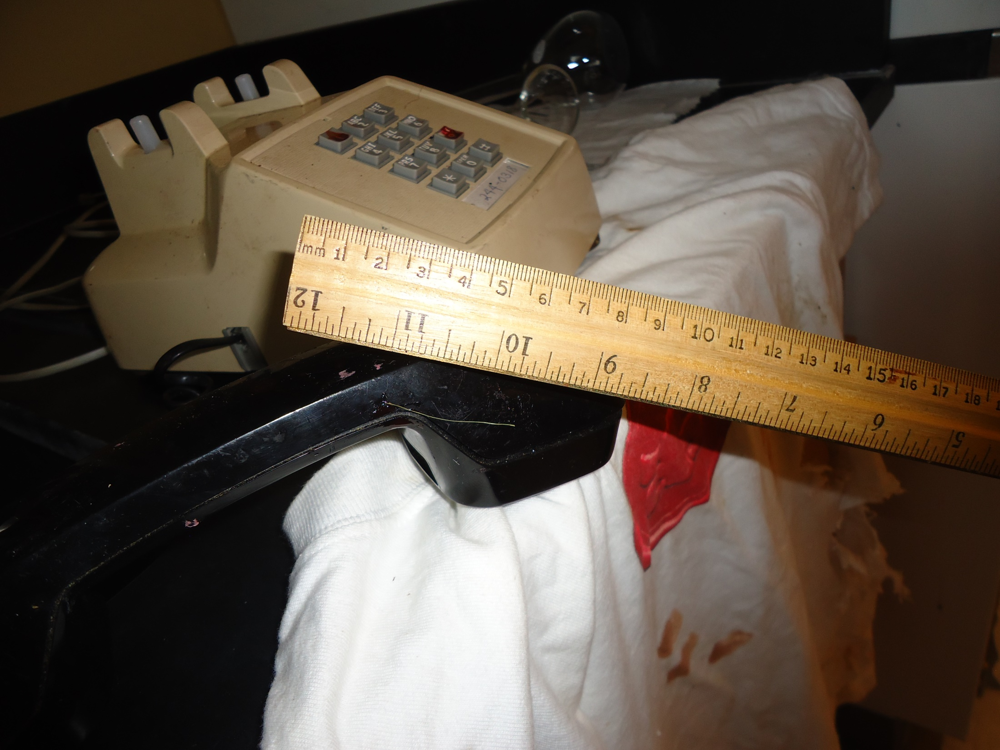 DEF 3
ABC 2
MNO 6
JKL 5
GHI 4
TUV 8
PRS 7
#
OPER 0
*
244-0318
mm 1 2 3 4 5 6 7 8 9 10 11 12 13 14 15 16 17 18
12 11 10 9 8 7 6 5